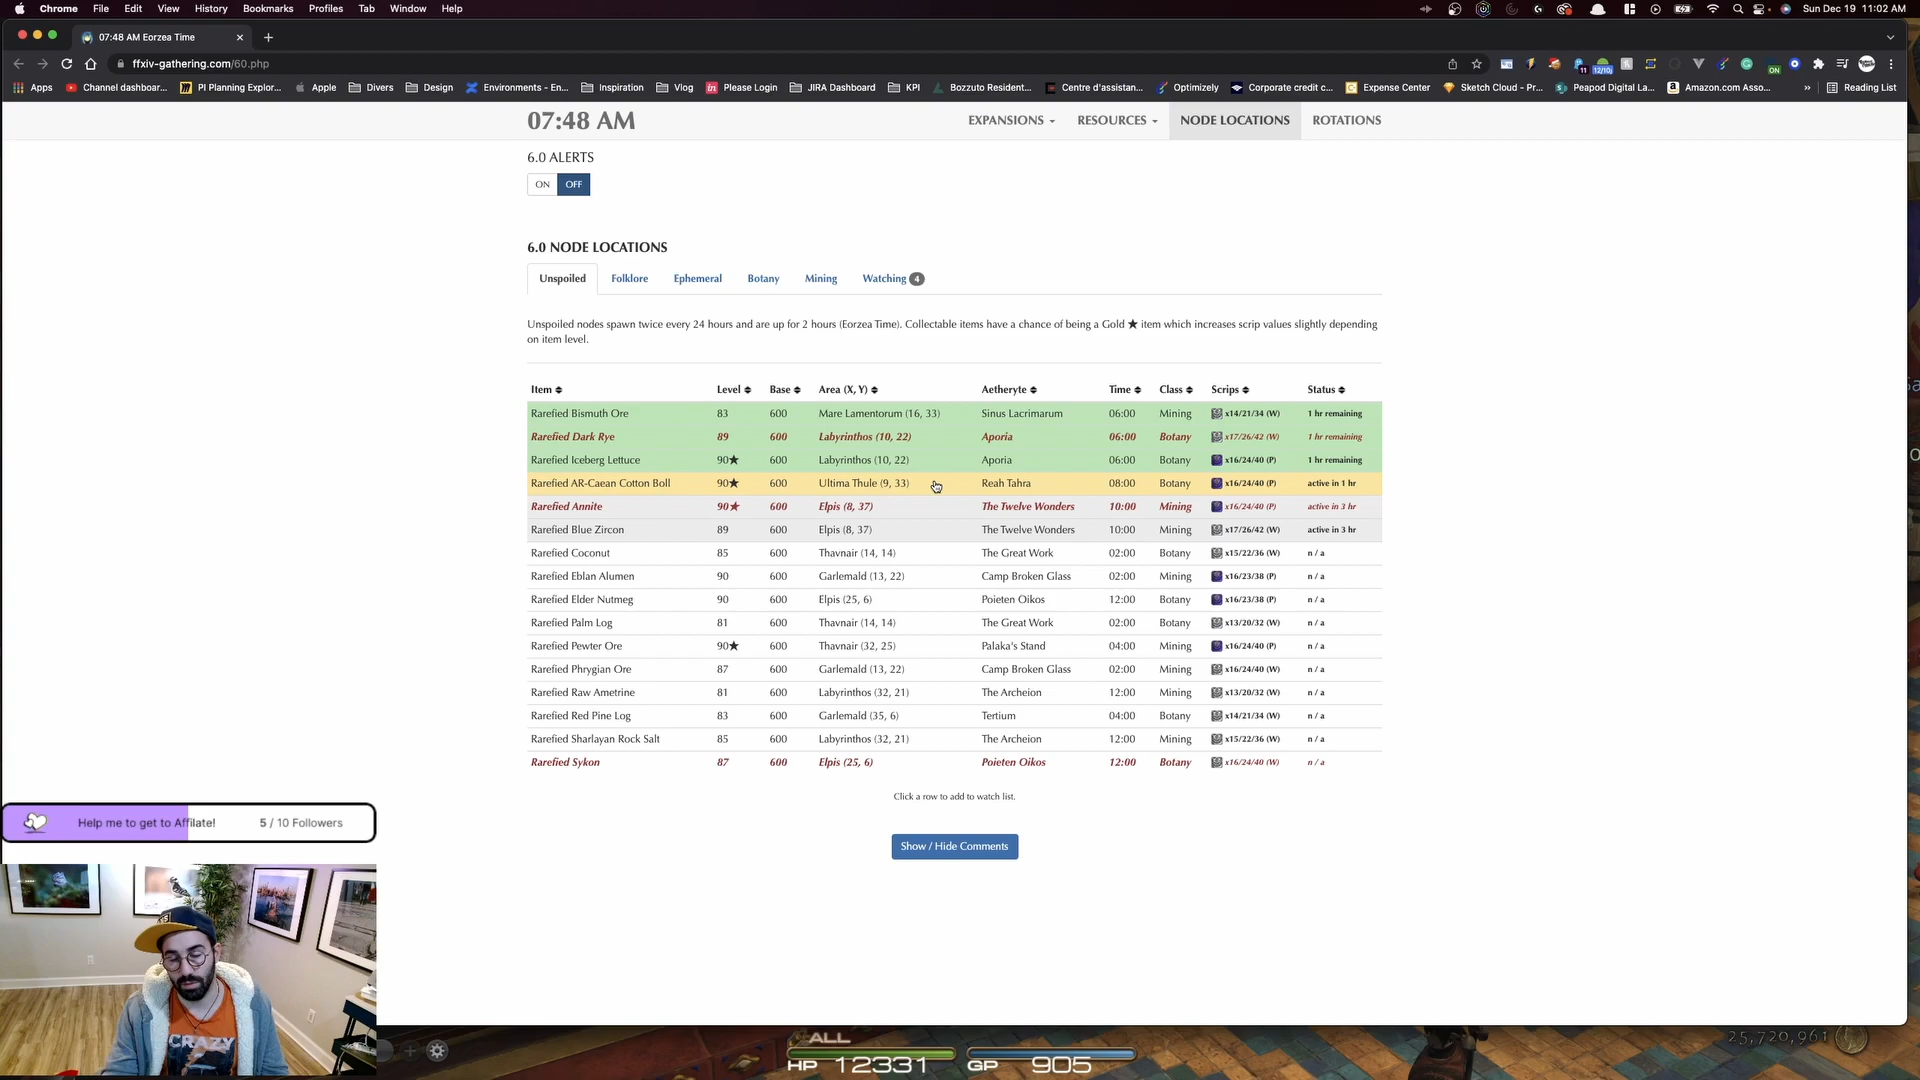 Chrome File Edit View History Bookmarks Profiles Tab Window Help Sun Dec 19 11:02 AM
07:48 AM Eorzea Time
ffxiv-gathering.com/60.php
Apps Channel dashboar... PI Planning Explor... Apple Divers Design Environments - En... Inspiration Vlog Please Login JIRA Dashboard KPI Bozzuto Resident... Centre d'assistan... Optimizely Corporate credit c... Expense Center Sketch Cloud - Pr... Peapod Digital La... Amazon.com Asso... » Reading List
07:48 AM EXPANSIONS RESOURCES NODE LOCATIONS ROTATIONS
6.0 ALERTS
ON OFF
6.0 NODE LOCATIONS
Unspoiled Folklore Ephemeral Botany Mining Watching 4
Unspoiled nodes spawn twice every 24 hours and are up for 2 hours (Eorzea Time). Collectable items have a chance of being a Gold ★ item which increases scrip values slightly depending
on item level.
Item Level Base Area (X, Y) Aetheryte Time Class Scrips Status
Rarefied Bismuth Ore 83 600 Mare Lamentorum (16, 33) Sinus Lacrimarum 06:00 Mining x14/21/34 (W) 1 hr remaining
Rarefied Dark Rye 89 600 Labyrinthos (10, 22) Aporia 06:00 Botany x17/26/42 (W) 1 hr remaining
Rarefied Iceberg Lettuce 90★ 600 Labyrinthos (10, 22) Aporia 06:00 Botany x16/24/40 (P) 1 hr remaining
Rarefied AR-Caean Cotton Boll 90★ 600 Ultima Thule (9, 33) Reah Tahra 08:00 Botany x16/24/40 (P) active in 1 hr
Rarefied Annite 90★ 600 Elpis (8, 37) The Twelve Wonders 10:00 Mining x16/24/40 (P) active in 3 hr
Rarefied Blue Zircon 89 600 Elpis (8, 37) The Twelve Wonders 10:00 Mining x17/26/42 (W) active in 3 hr
Rarefied Coconut 85 600 Thavnair (14, 14) The Great Work 02:00 Botany x15/22/36 (W) n / a
Rarefied Eblan Alumen 90 600 Garlemald (13, 22) Camp Broken Glass 02:00 Mining x16/23/38 (P) n / a
Rarefied Elder Nutmeg 90 600 Elpis (25, 6) Poieten Oikos 12:00 Botany x16/23/38 (P) n / a
Rarefied Palm Log 81 600 Thavnair (14, 14) The Great Work 02:00 Botany x13/20/32 (W) n / a
Rarefied Pewter Ore 90★ 600 Thavnair (32, 25) Palaka's Stand 04:00 Mining x16/24/40 (P) n / a
Rarefied Phrygian Ore 87 600 Garlemald (13, 22) Camp Broken Glass 02:00 Mining x16/24/40 (W) n / a
Rarefied Raw Ametrine 81 600 Labyrinthos (32, 21) The Archeion 12:00 Mining x13/20/32 (W) n / a
Rarefied Red Pine Log 83 600 Garlemald (35, 6) Tertium 04:00 Botany x14/21/34 (W) n / a
Rarefied Sharlayan Rock Salt 85 600 Labyrinthos (32, 21) The Archeion 12:00 Mining x15/22/36 (W) n / a
Rarefied Sykon 87 600 Elpis (25, 6) Poieten Oikos 12:00 Botany x16/24/40 (W) n / a
Click a row to add to watch list.
Show / Hide Comments
Help me to get to Affilate! 5 / 10 Followers
CRAZY
ALL
HP 12331 GP 905
25,720,961